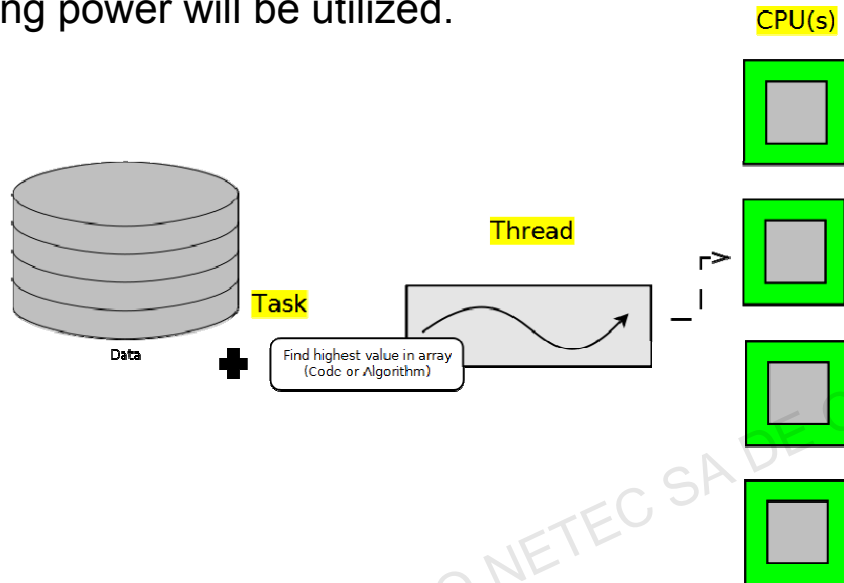 ng power will be utilized.
CPU(s)
Thread
Task
Data
Find highest value in array
(Code or Algorithm)
O NETEC SA DE C